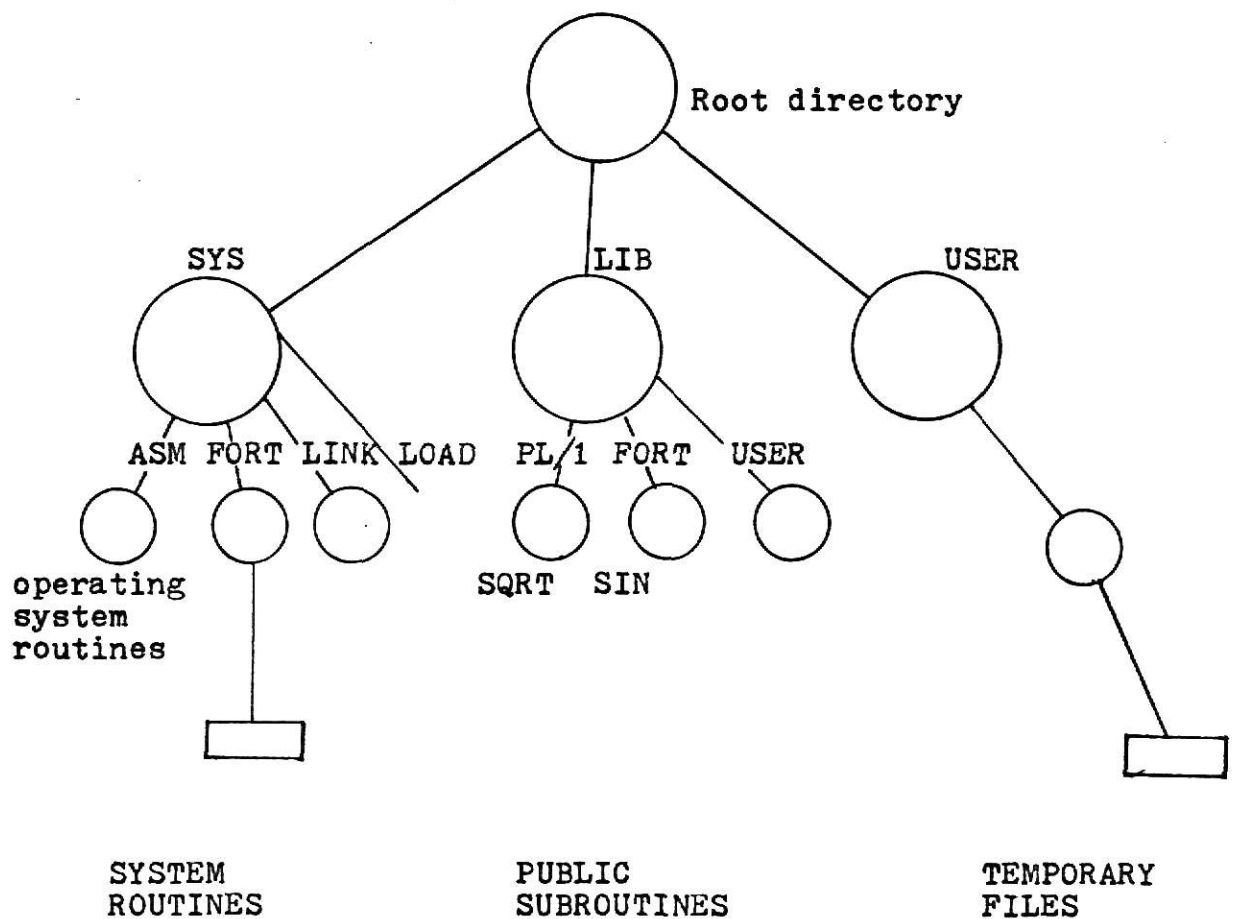 Root directory
SYS LIB USER
ASM FORT LINK LOAD PL/1 FORT USER
operating
system
routines
SQRT SIN
SYSTEM
ROUTINES
PUBLIC
SUBROUTINES
TEMPORARY
FILES